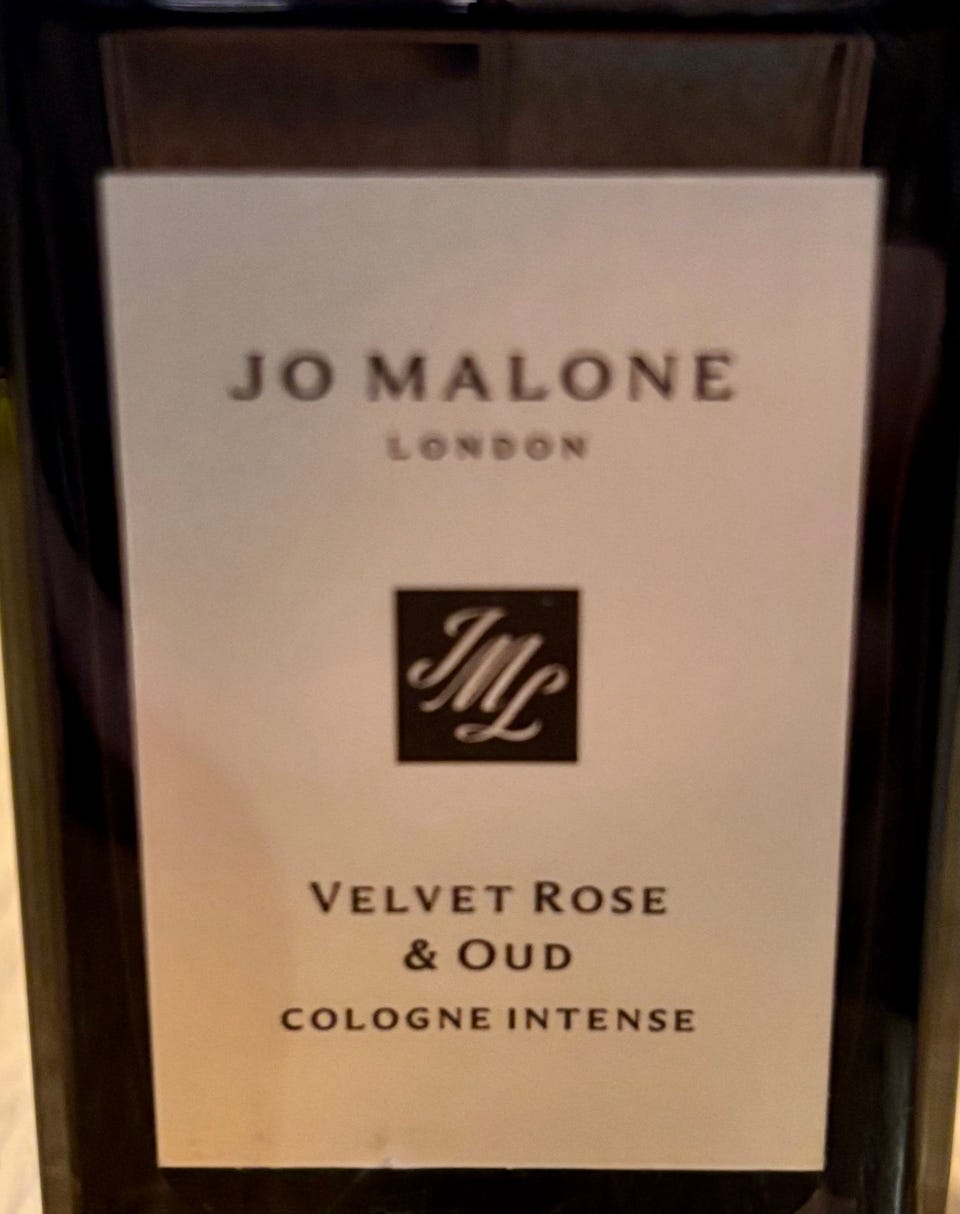 JO MALONE
LONDON
JML
VELVET ROSE
& OUD
COLOGNE INTENSE